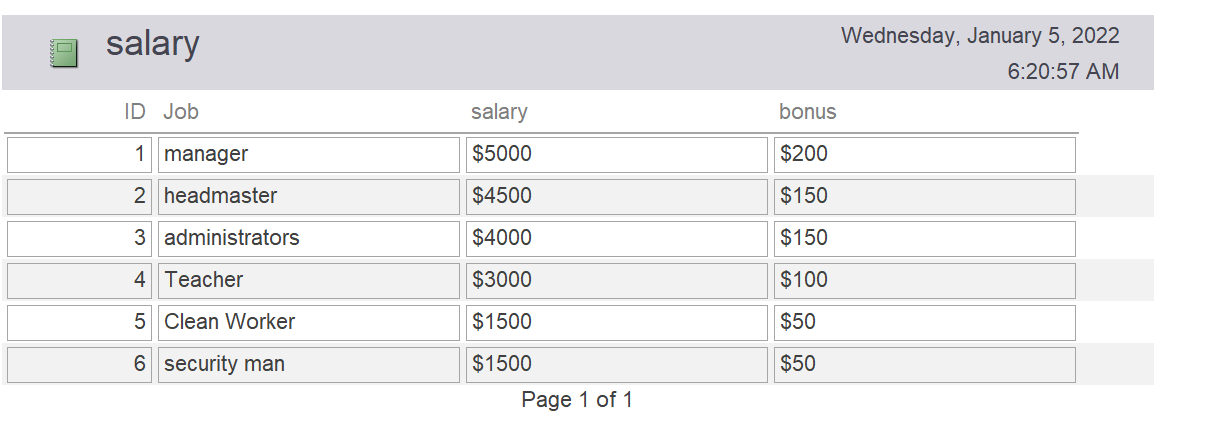 salary
Wednesday, January 5, 2022
6:20:57 AM
ID Job salary bonus
1 manager $5000 $200
2 headmaster $4500 $150
3 administrators $4000 $150
4 Teacher $3000 $100
5 Clean Worker $1500 $50
6 security man $1500 $50
Page 1 of 1